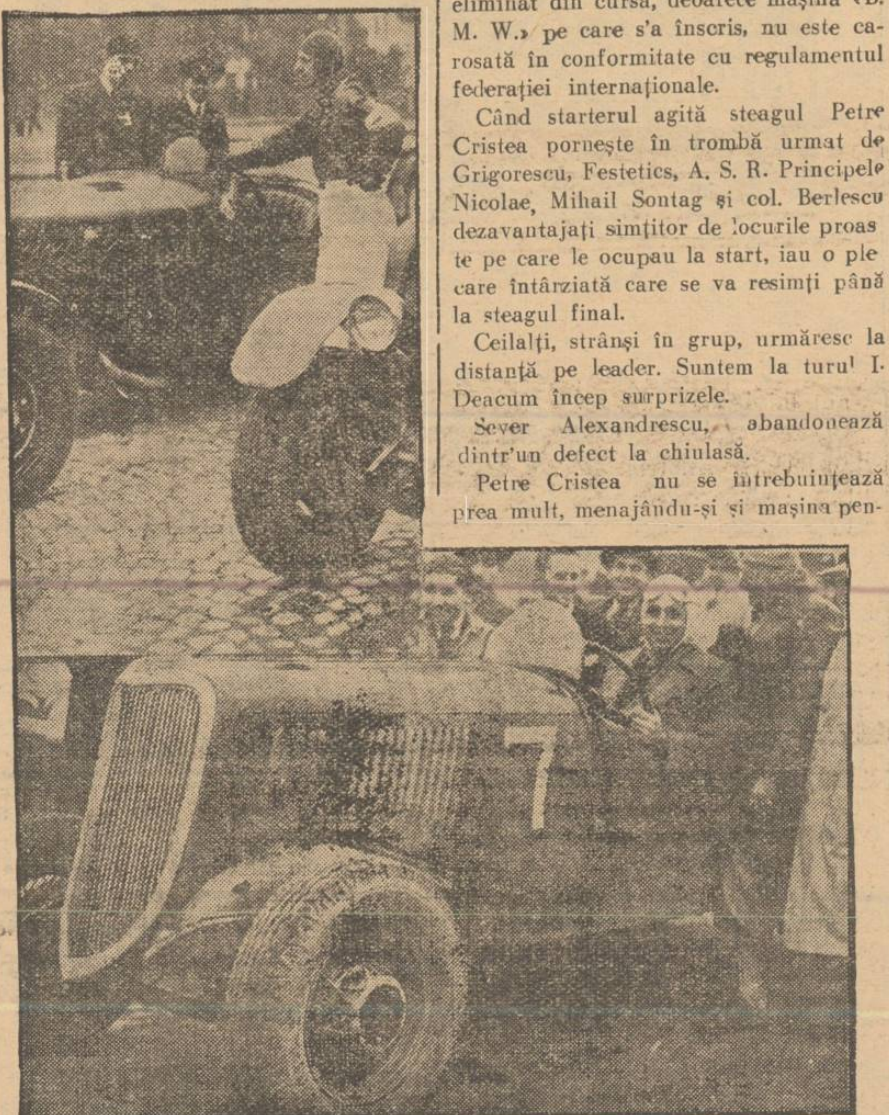 eliminat din cursă, deoarece mașina «B.
M. W.» pe care s'a înscris, nu este ca-
rosată în conformitate cu regulamentul
federației internaționale.
Când starterul agită steagul Petre
Cristea pornește în trombă urmat de
Grigorescu, Festetics, A. S. R. Principele
Nicolae, Mihail Sontag și col. Berlescu
dezavantajați simțitor de locurile proas
te pe care le ocupau la start, iau o ple
care întârziată care se va resimți până
la steagul final.
Ceilalți, strânși în grup, urmăresc la
distanță pe leader. Suntem la turul I.
Deacum încep surprizele.
Sever Alexandrescu, abandonează
dintr'un defect la chiulasă.
Petre Cristea nu se întrebuințează
prea mult, menajându-și și mașina pen-
7